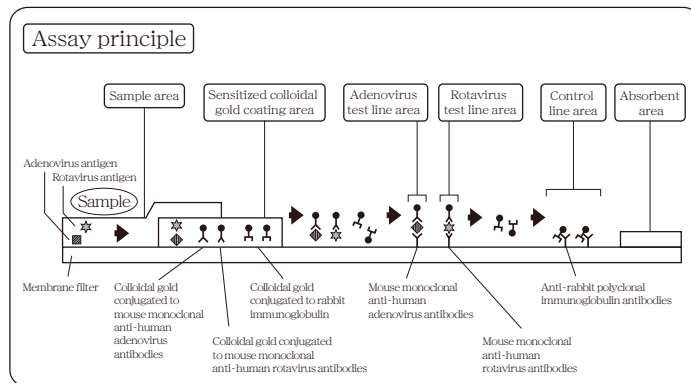 Assay principle
Sample area
Sensitized colloidal
gold coating area
Adenovirus
test line area
Rotavirus
test line area
Control
line area
Absorbent
area
Adenovirus antigen
Rotavirus antigen
Sample
Membrane filter
Colloidal gold
conjugated to
mouse monoclonal
anti-human
adenovirus
antibodies
Colloidal gold
conjugated to rabbit
immunoglobulin
Colloidal gold conjugated
to mouse monoclonal
anti-human rotavirus antibodies
Mouse monoclonal
anti-human
adenovirus antibodies
Mouse monoclonal
anti-human
rotavirus antibodies
Anti-rabbit polyclonal
immunoglobulin antibodies